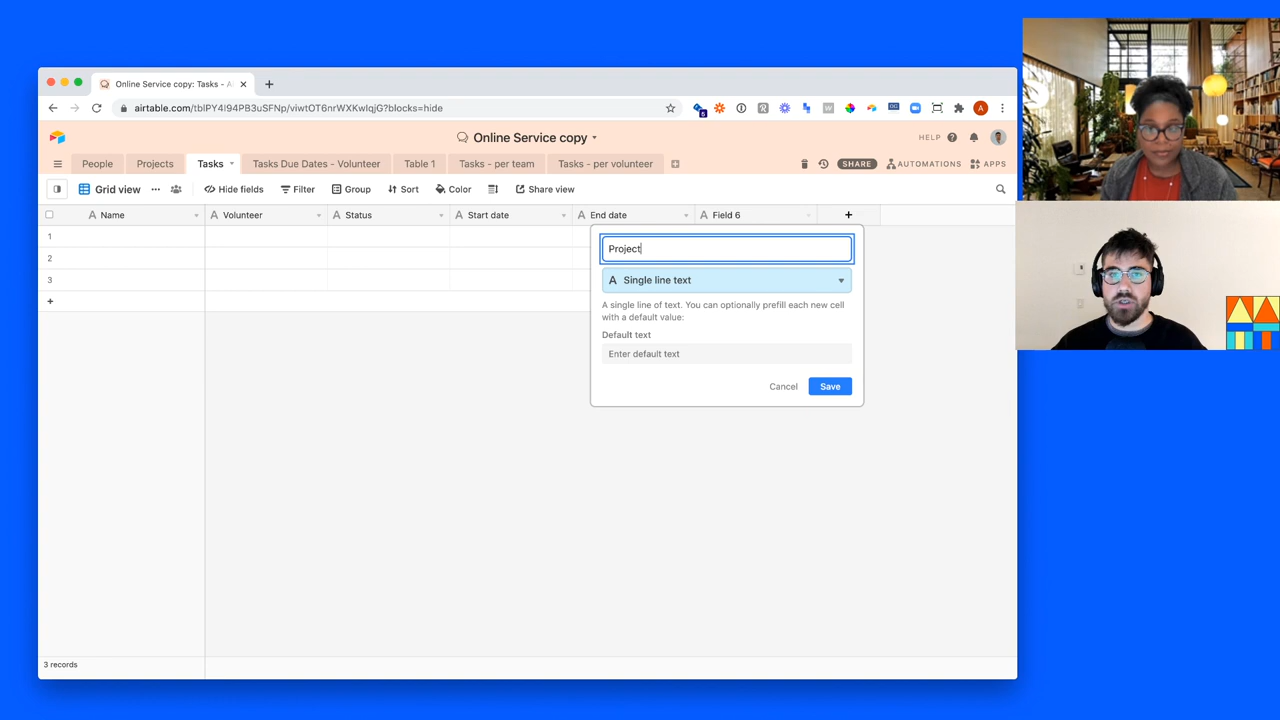 Online Service copy: Tasks - A
airtable.com/tblPY4I94PB3uSFNp/viwtOT6nrWXKwlqjG?blocks=hide
Online Service copy
HELP
People
Projects
Tasks
Tasks Due Dates - Volunteer
Table 1
Tasks - per team
Tasks - per volunteer
SHARE
AUTOMATIONS
APPS
Grid view
Hide fields
Filter
Group
Sort
Color
Share view
A Name
A Volunteer
A Status
A Start date
A End date
A Field 6
1
2
3
Project
A Single line text
A single line of text. You can optionally prefill each new cell
with a default value:
Default text
Enter default text
Cancel
Save
3 records